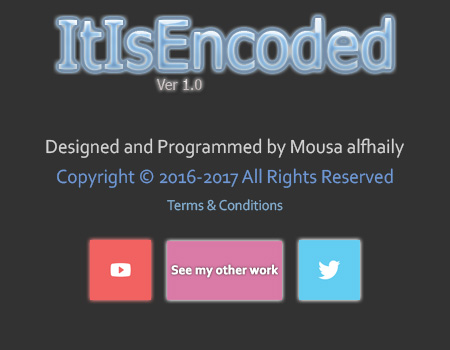 ItIsEncoded
Ver 1.0
Designed and Programmed by Mousa alfhaily
Copyright © 2016-2017 All Rights Reserved
Terms & Conditions
See my other work